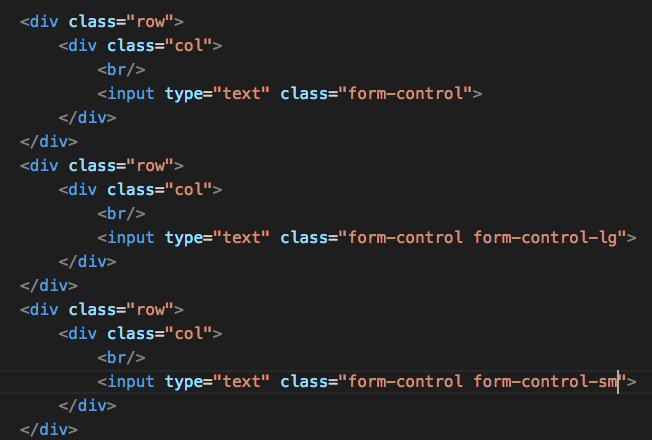 <div class="row">
    <div class="col">
        <br/>
        <input type="text" class="form-control">
    </div>
</div>
<div class="row">
    <div class="col">
        <br/>
        <input type="text" class="form-control form-control-lg">
    </div>
</div>
<div class="row">
    <div class="col">
        <br/>
        <input type="text" class="form-control form-control-sm">
    </div>
</div>